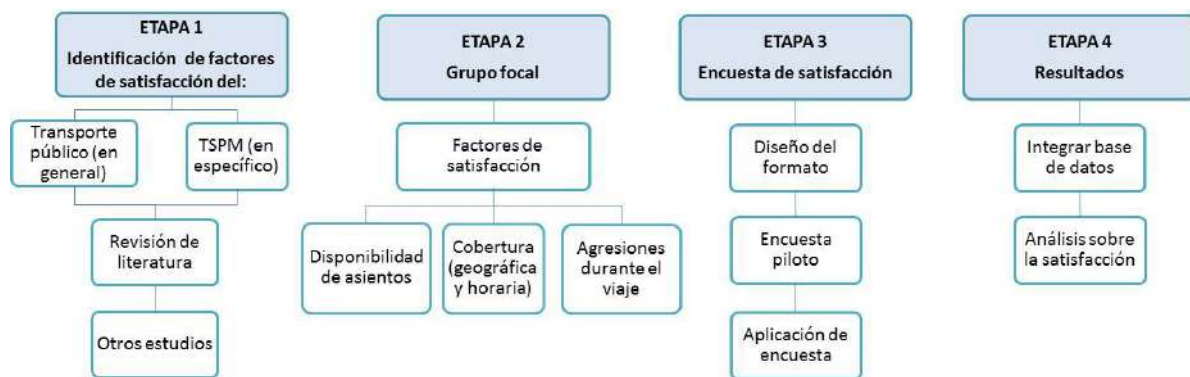 ETAPA 1
Identificación de factores
de satisfacción del:
Transporte
público (en
general)
TSPM (en
específico)
Revisión de
literatura
Otros estudios
ETAPA 2
Grupo focal
Factores de
satisfacción
Disponibilidad
de asientos
Cobertura
(geográfica
y horaria)
Agresiones
durante el
viaje
ETAPA 3
Encuesta de satisfacción
Diseño del
formato
Encuesta
piloto
Aplicación de
encuesta
ETAPA 4
Resultados
Integrar base
de datos
Análisis sobre
la satisfacción